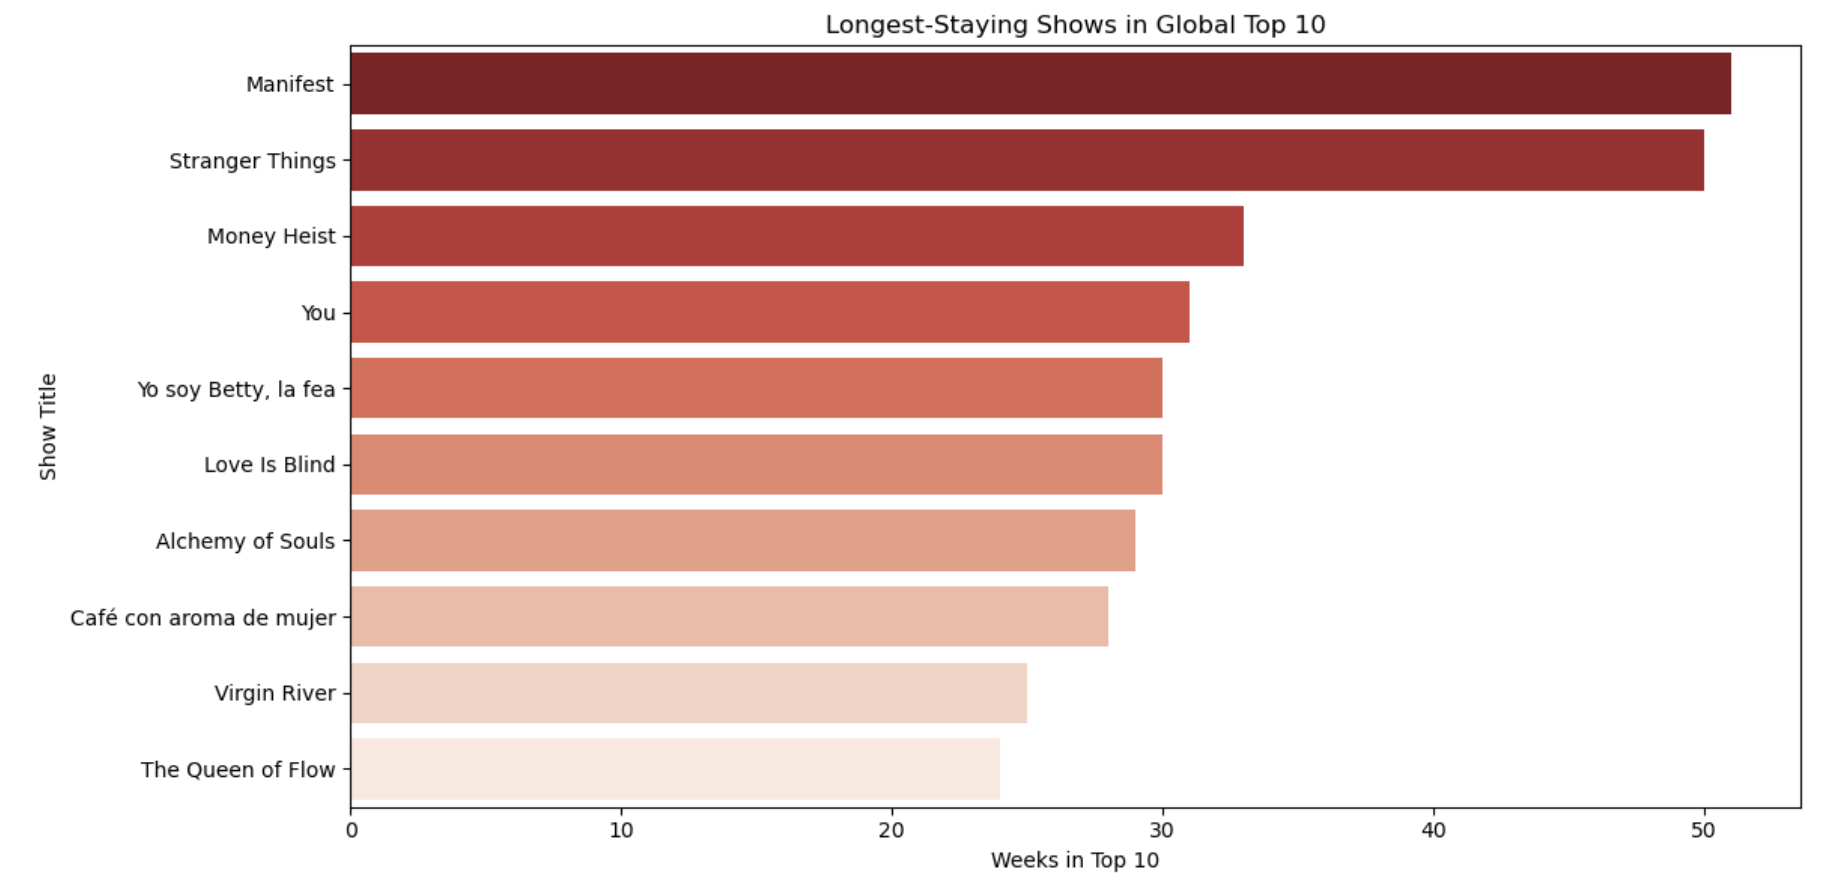 Longest-Staying Shows in Global Top 10
Show Title
Manifest
Stranger Things
Money Heist
You
Yo soy Betty, la fea
Love Is Blind
Alchemy of Souls
Café con aroma de mujer
Virgin River
The Queen of Flow
0 10 20 30 40 50
Weeks in Top 10